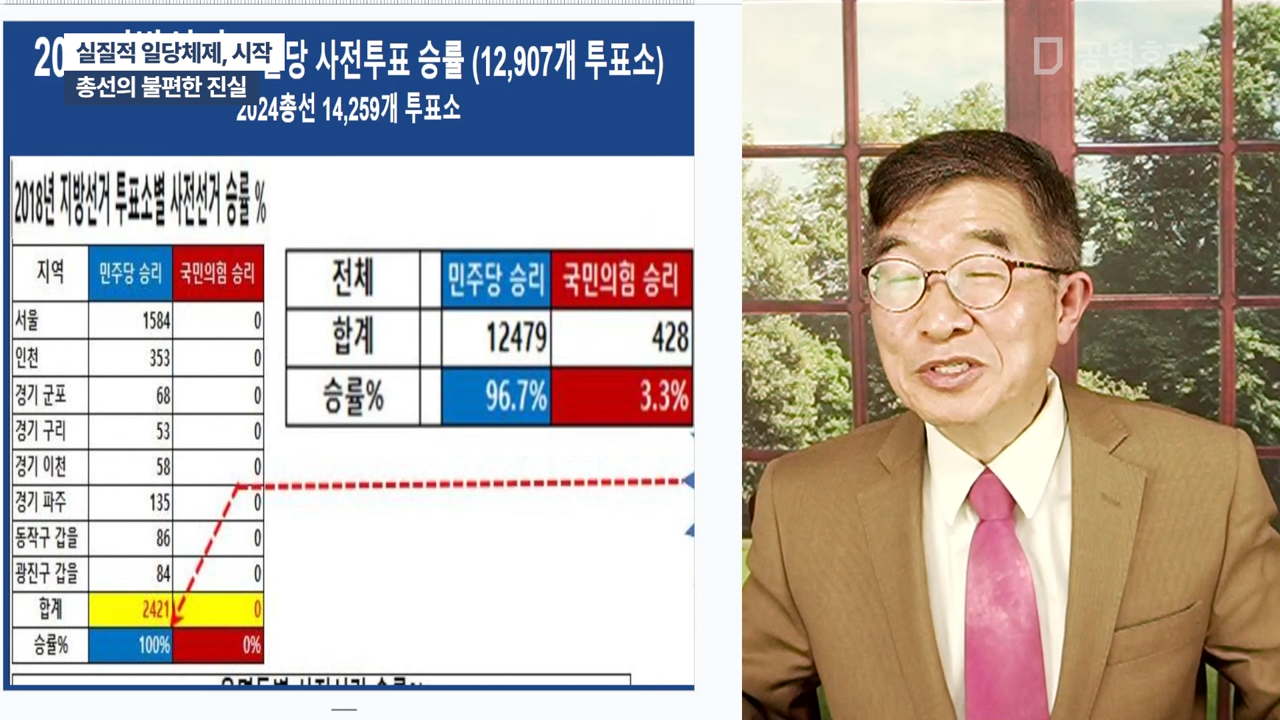 실질적 일당체제, 시작
총선의 불편한 진실
20
당 사전투표 승률 (12,907개 투표소)
2024총선 14,259개 투표소
2018년 지방선거 투표소별 사전선거 승률 %
지역 민주당 승리 국민의힘 승리
서울 1584 0
인천 353 0
경기 군포 68 0
경기 구리 53 0
경기 이천 58 0
경기 파주 135 0
동작구 갑을 86 0
광진구 갑을 84 0
합계 2421 0
승률% 100% 0%
전체 민주당 승리 국민의힘 승리
합계 12479 428
승률% 96.7% 3.3%
공병호